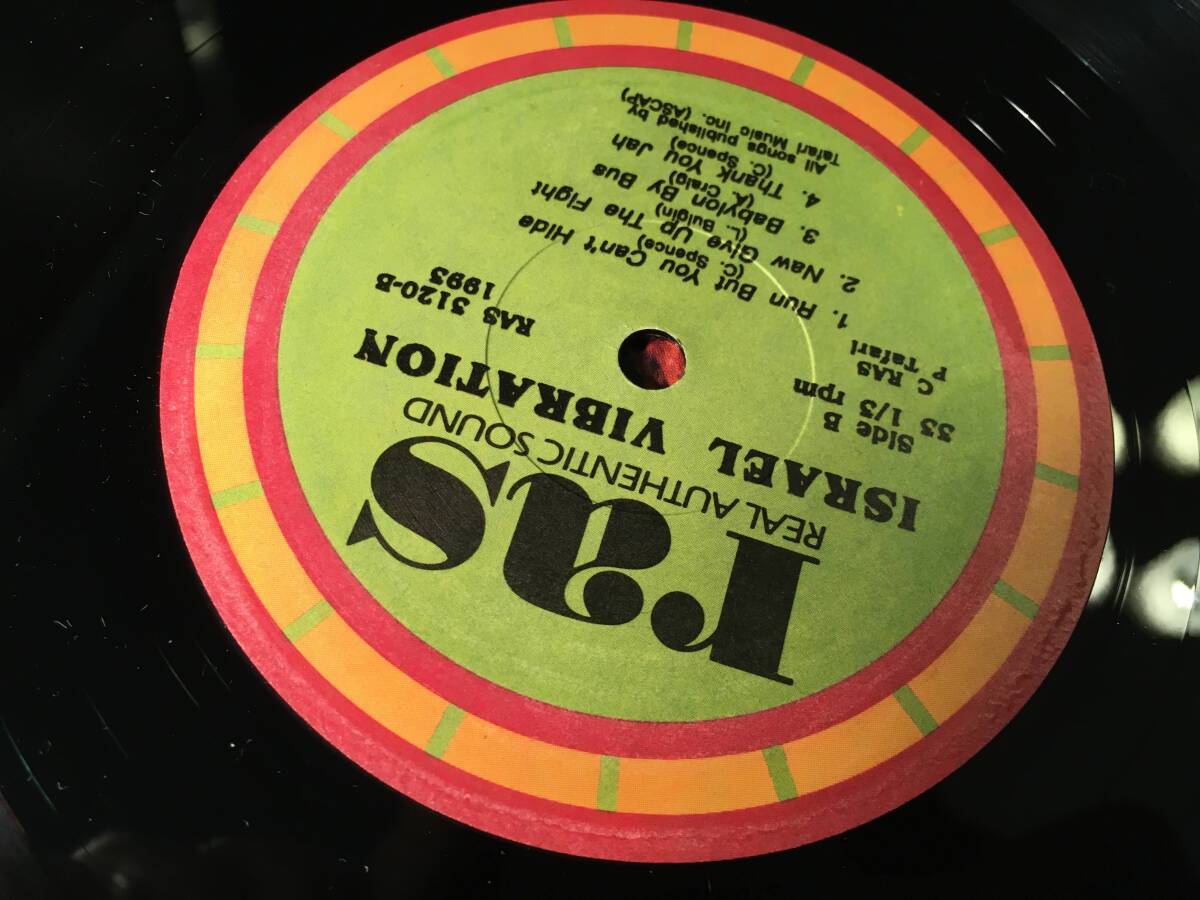 ras
REAL AUTHENTIC SOUND
ISRAEL VIBRATION
Side B
33 1/3 rpm
RAS 3120-B
1993
C RAS
P Tafari
1. Run But You Can't Hide
(C. Spence)
2. Naw Give Up The Fight
(L. Bulgin)
3. Babylon By Bus
(A. Craig)
4. Thank You Jah
(C. Spence)
All songs published by
Tafari Music Inc. (ASCAP)